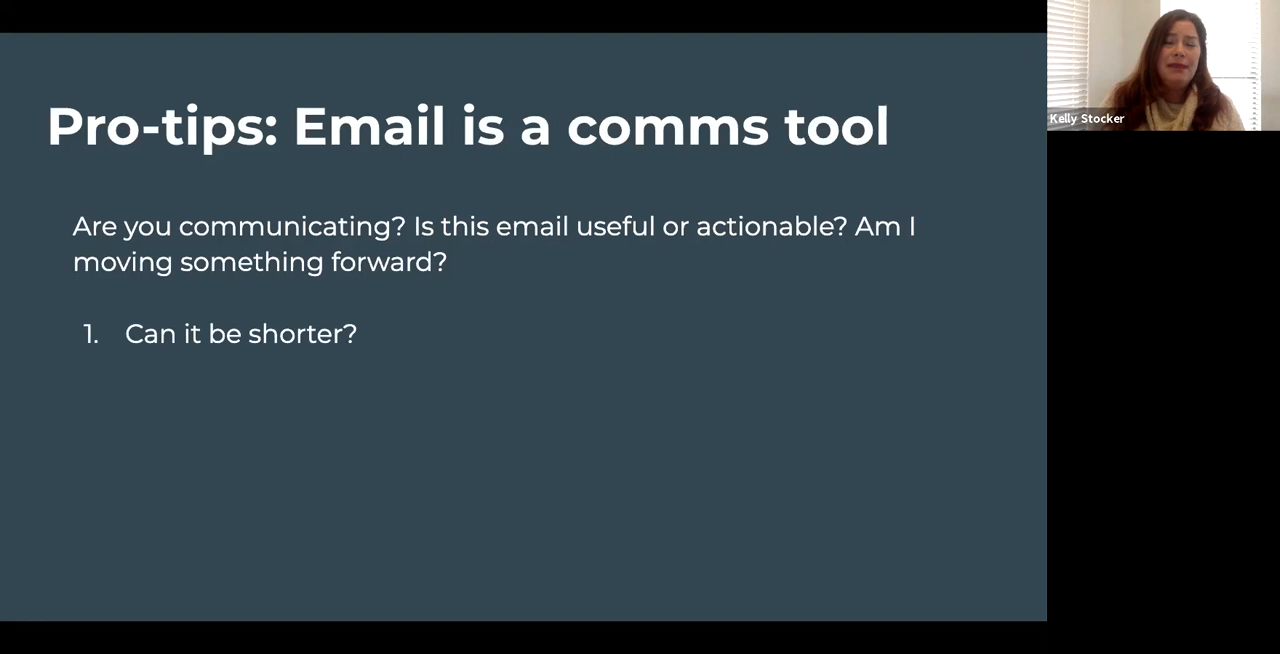 Pro-tips: Email is a comms tool
Are you communicating? Is this email useful or actionable? Am I
moving something forward?
1. Can it be shorter?
Kelly Stocker